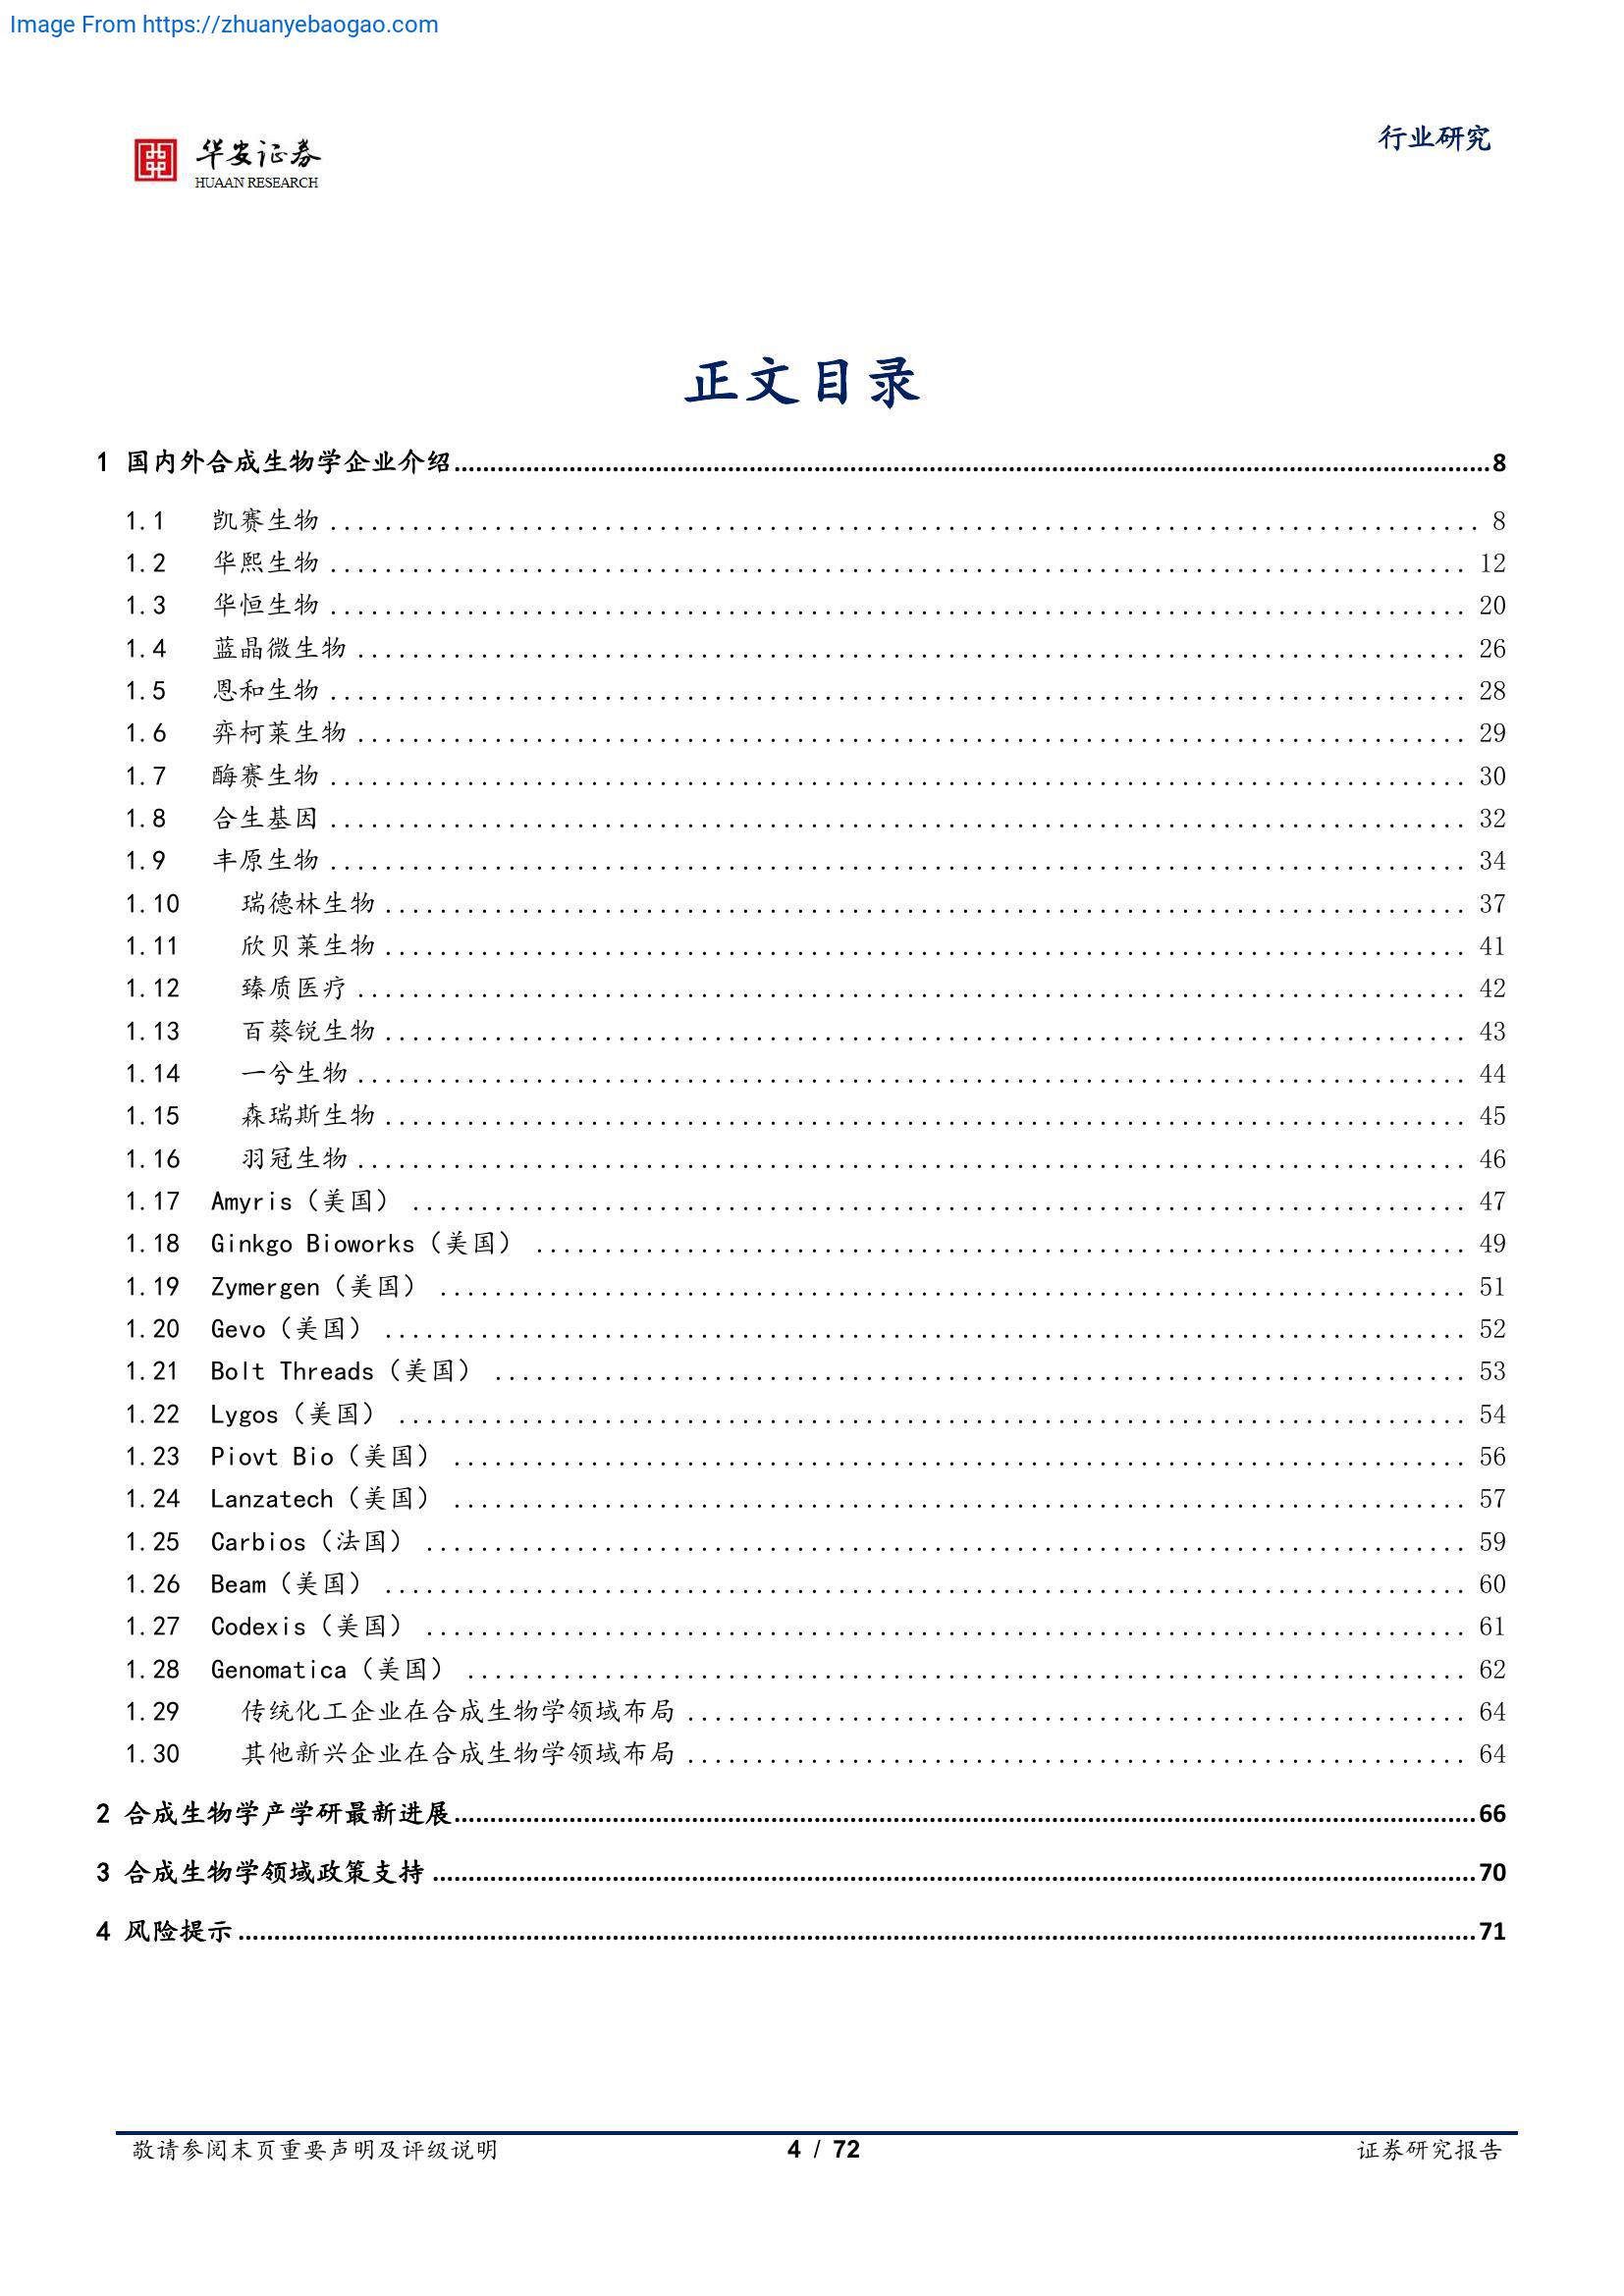 Image From https://zhuanyebaogao.com
行业研究
华安证券
HUAAN RESEARCH
正文目录
1 国内外合成生物学企业介绍........................................8
1.1 凯赛生物 ........................................ 8
1.2 华熙生物 ........................................ 12
1.3 华恒生物 ........................................ 20
1.4 蓝晶微生物 ........................................ 26
1.5 恩和生物 ........................................ 28
1.6 弈柯莱生物 ........................................ 29
1.7 酶赛生物 ........................................ 30
1.8 合生基因 ........................................ 32
1.9 丰原生物 ........................................ 34
1.10 瑞德林生物 ........................................ 37
1.11 欣贝莱生物 ........................................ 41
1.12 臻质医疗 ........................................ 42
1.13 百葵锐生物 ........................................ 43
1.14 一兮生物 ........................................ 44
1.15 森瑞斯生物 ........................................ 45
1.16 羽冠生物 ........................................ 46
1.17 Amyris（美国） ........................................ 47
1.18 Ginkgo Bioworks（美国） ........................................ 49
1.19 Zymergen（美国） ........................................ 51
1.20 Gevo（美国） ........................................ 52
1.21 Bolt Threads（美国） ........................................ 53
1.22 Lygos（美国） ........................................ 54
1.23 Piovt Bio（美国） ........................................ 56
1.24 Lanzatech（美国） ........................................ 57
1.25 Carbios（法国） ........................................ 59
1.26 Beam（美国） ........................................ 60
1.27 Codexis（美国） ........................................ 61
1.28 Genomatica（美国） ........................................ 62
1.29 传统化工企业在合成生物学领域布局 ........................................ 64
1.30 其他新兴企业在合成生物学领域布局 ........................................ 64
2 合成生物学产学研最新进展........................................66
3 合成生物学领域政策支持 ........................................70
4 风险提示 ........................................71
敬请参阅末页重要声明及评级说明 4 / 72 证券研究报告